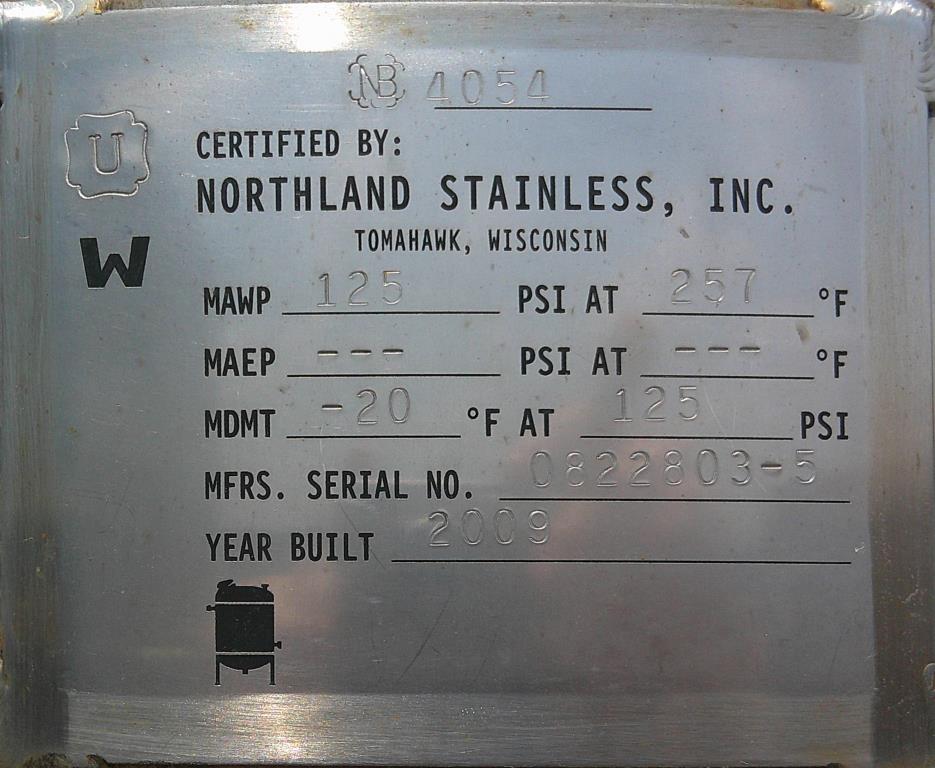 NB 4054
U
CERTIFIED BY:
NORTHLAND STAINLESS, INC.
TOMAHAWK, WISCONSIN
W
MAWP 125 PSI AT 257 °F
MAEP --- PSI AT --- °F
MDMT -20 °F AT 125 PSI
MFRS. SERIAL NO. 0822803-5
YEAR BUILT 2009